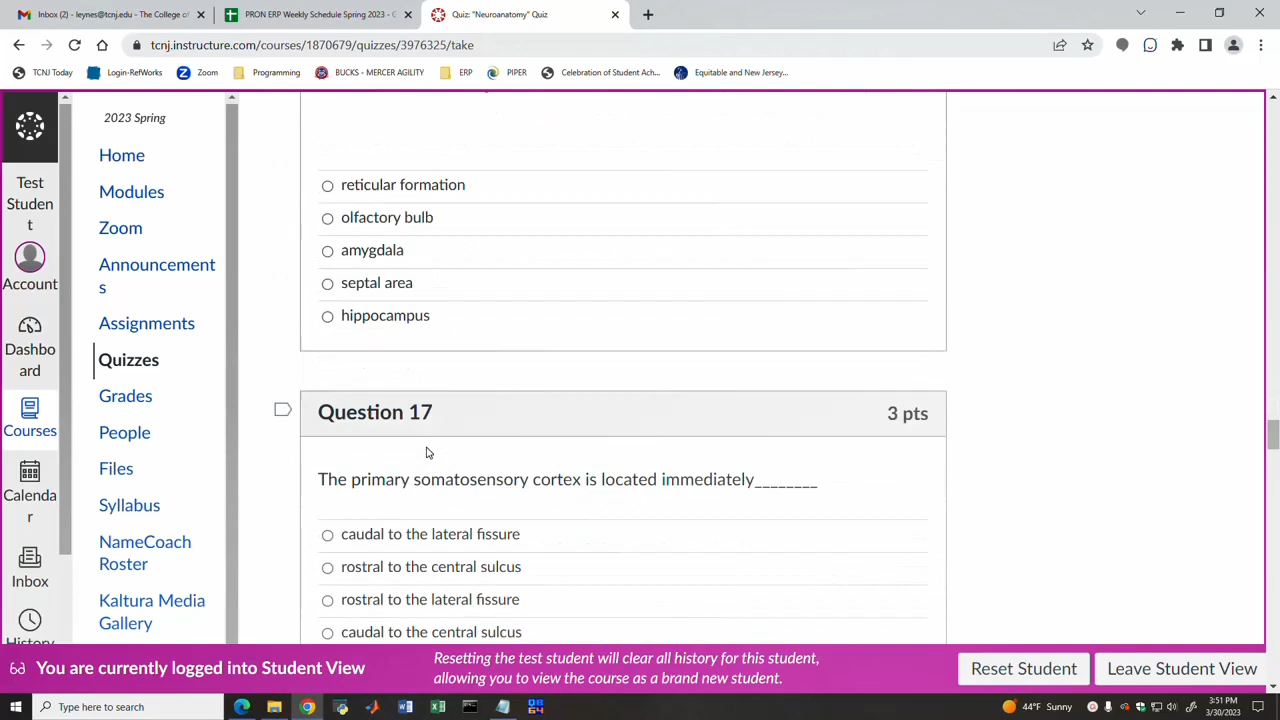 Inbox (2) - leynes@tcnj.edu - The College of
PRON ERP Weekly Schedule Spring 2023 - G
Quiz: "Neuroanatomy" Quiz
tcnj.instructure.com/courses/1870679/quizzes/3976325/take
TCNJ Today
Login-RefWorks
Zoom
Programming
BUCKS - MERCER AGILITY
ERP
PIPER
Celebration of Student Ach...
Equitable and New Jersey...
Test
Studen
t
Account
Dashbo
ard
Courses
Calenda
r
Inbox
History
2023 Spring
Home
Modules
Zoom
Announcement
s
Assignments
Quizzes
Grades
People
Files
Syllabus
NameCoach
Roster
Kaltura Media
Gallery
reticular formation
olfactory bulb
amygdala
septal area
hippocampus
Question 17
3 pts
The primary somatosensory cortex is located immediately________
caudal to the lateral fissure
rostral to the central sulcus
rostral to the lateral fissure
caudal to the central sulcus
You are currently logged into Student View
Resetting the test student will clear all history for this student,
allowing you to view the course as a brand new student.
Reset Student
Leave Student View
Type here to search
44°F Sunny
3:51 PM
3/30/2023